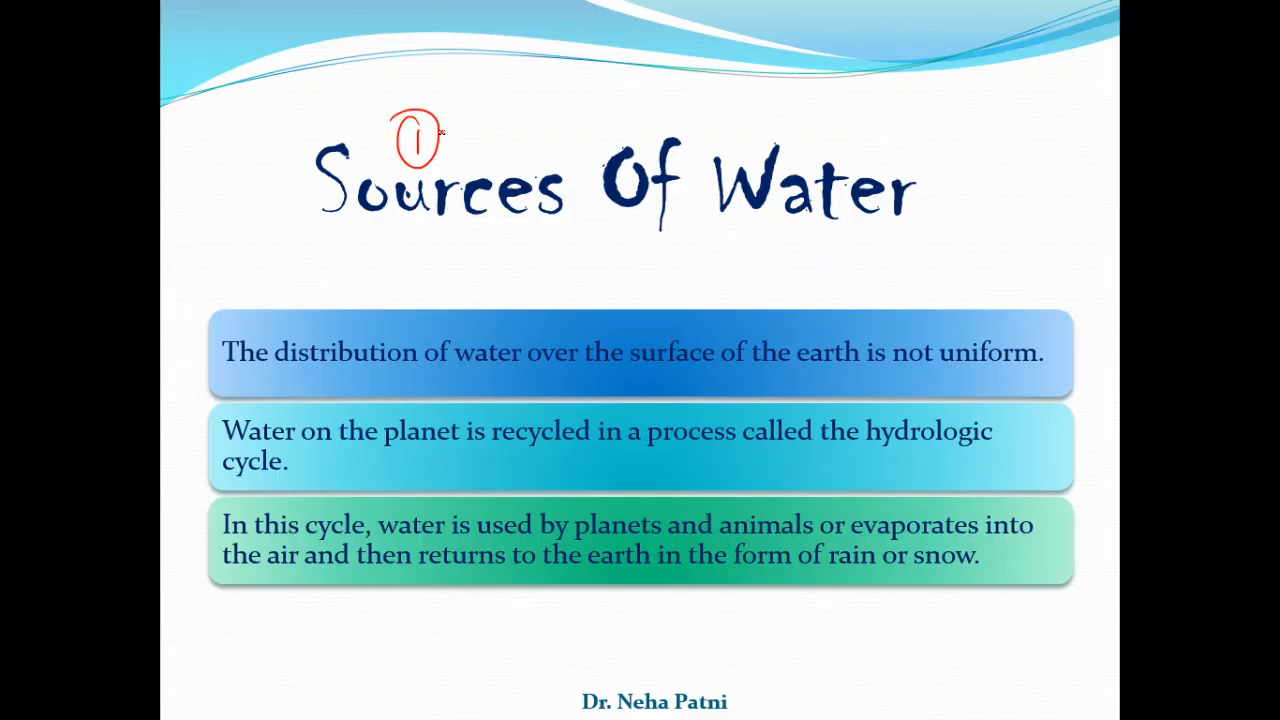 1
Sources Of Water
The distribution of water over the surface of the earth is not uniform.
Water on the planet is recycled in a process called the hydrologic
cycle.
In this cycle, water is used by planets and animals or evaporates into
the air and then returns to the earth in the form of rain or snow.
Dr. Neha Patni